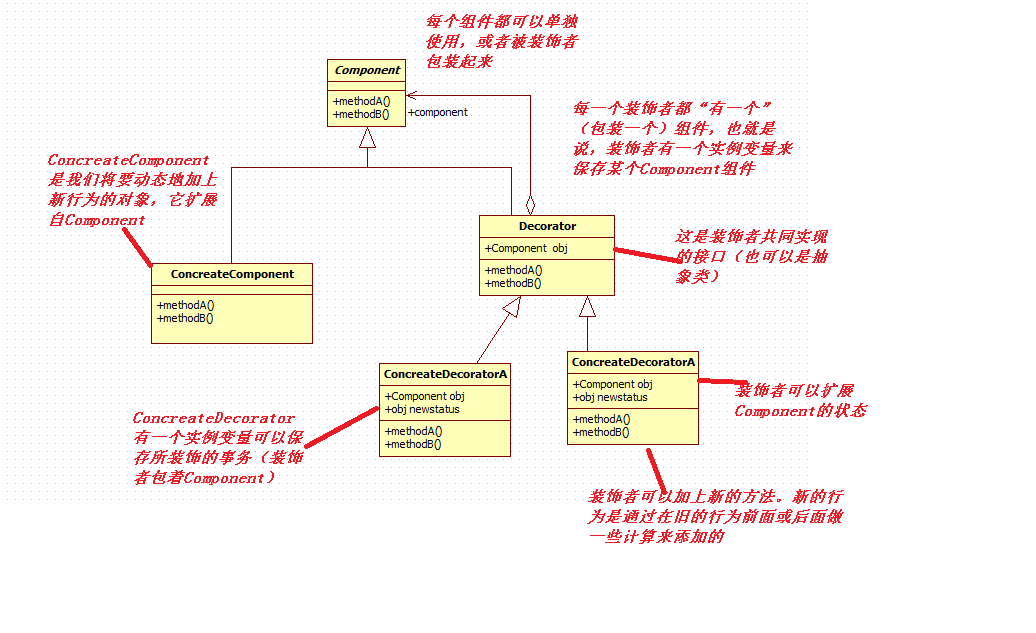 每个组件都可以单独
使用，或者被装饰者
包装起来
Component
+methodA()
+methodB()
+component
每一个装饰者都“有一个”
（包装一个）组件，也就是
说，装饰者有一个实例变量来
保存某个Component组件
ConcreateComponent
是我们将要动态地加上
新行为的对象，它扩展
自Component
Decorator
+Component obj
+methodA()
+methodB()
这是装饰者共同实现
的接口（也可以是抽
象类）
ConcreateComponent
+methodA()
+methodB()
ConcreateDecoratorA
+Component obj
+obj newstatus
+methodA()
+methodB()
ConcreateDecoratorA
+Component obj
+obj newstatus
+methodA()
+methodB()
装饰者可以扩展
Component的状态
ConcreteDecorator
有一个实例变量可以保
存所装饰的事务（装饰
者包着Component）
装饰者可以加上新的方法。新的行
为是通过在旧的行为前面或后面做
一些计算来添加的